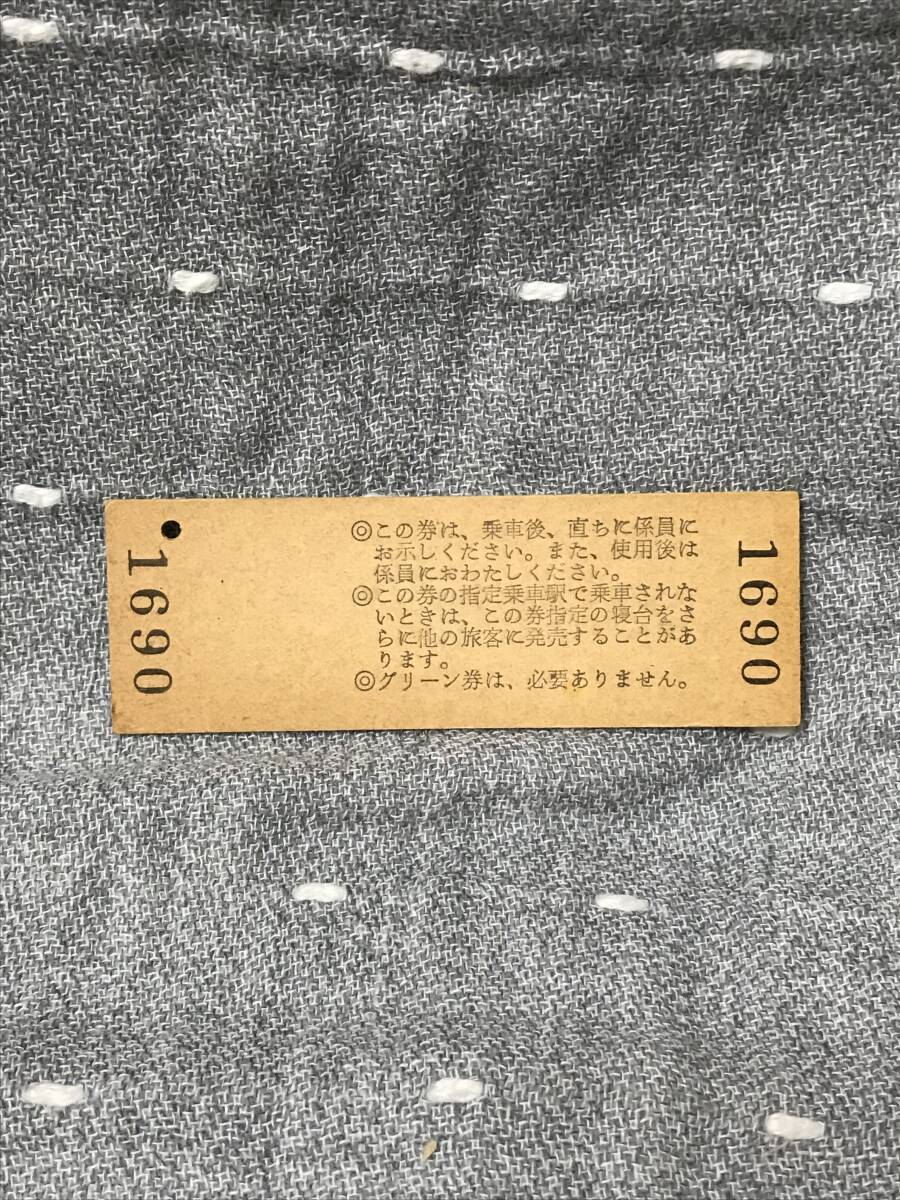 1690
◎この券は、乗車後、直ちに係員に
お示しください。また、使用後は
係員におわたしください。
◎この券の指定乗車駅で乗車されな
いときは、この券指定の寝台をさ
らに他の旅客に発売することがあ
ります。
◎グリーン券は、必要ありません。
1690